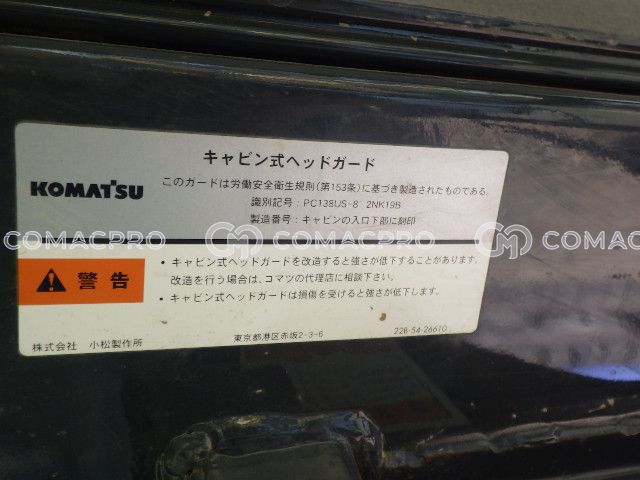 キャビン式ヘッドガード
KOMATSU
このガードは労働安全衛生規則(第153条)に基づき製造されたものである。
識別記号：PC138US-8 2NK19B
製造番号：キャビンの入口下部に刻印
COMACPRO COMACPRO COMACPRO
警告
・キャビン式ヘッドガードを改造すると強さが低下することがあります。
改造を行う場合は、コマツの代理店に相談下さい。
・キャビン式ヘッドガードは損傷を受けると強さが低下します。
株式会社 小松製作所 東京都港区赤坂2-3-6 22B-54-26610